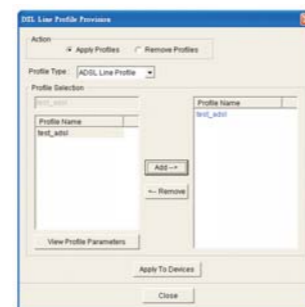 DSL Line Profile Provision
Action
Apply Profiles
Remove Profiles
Profile Type :
ADSL Line Profile
Profile Selection
test_adsl
Profile Name
test_adsl
Profile Name
test_adsl
Add -->
<-- Remove
View Profile Parameters
Apply To Devices
Close